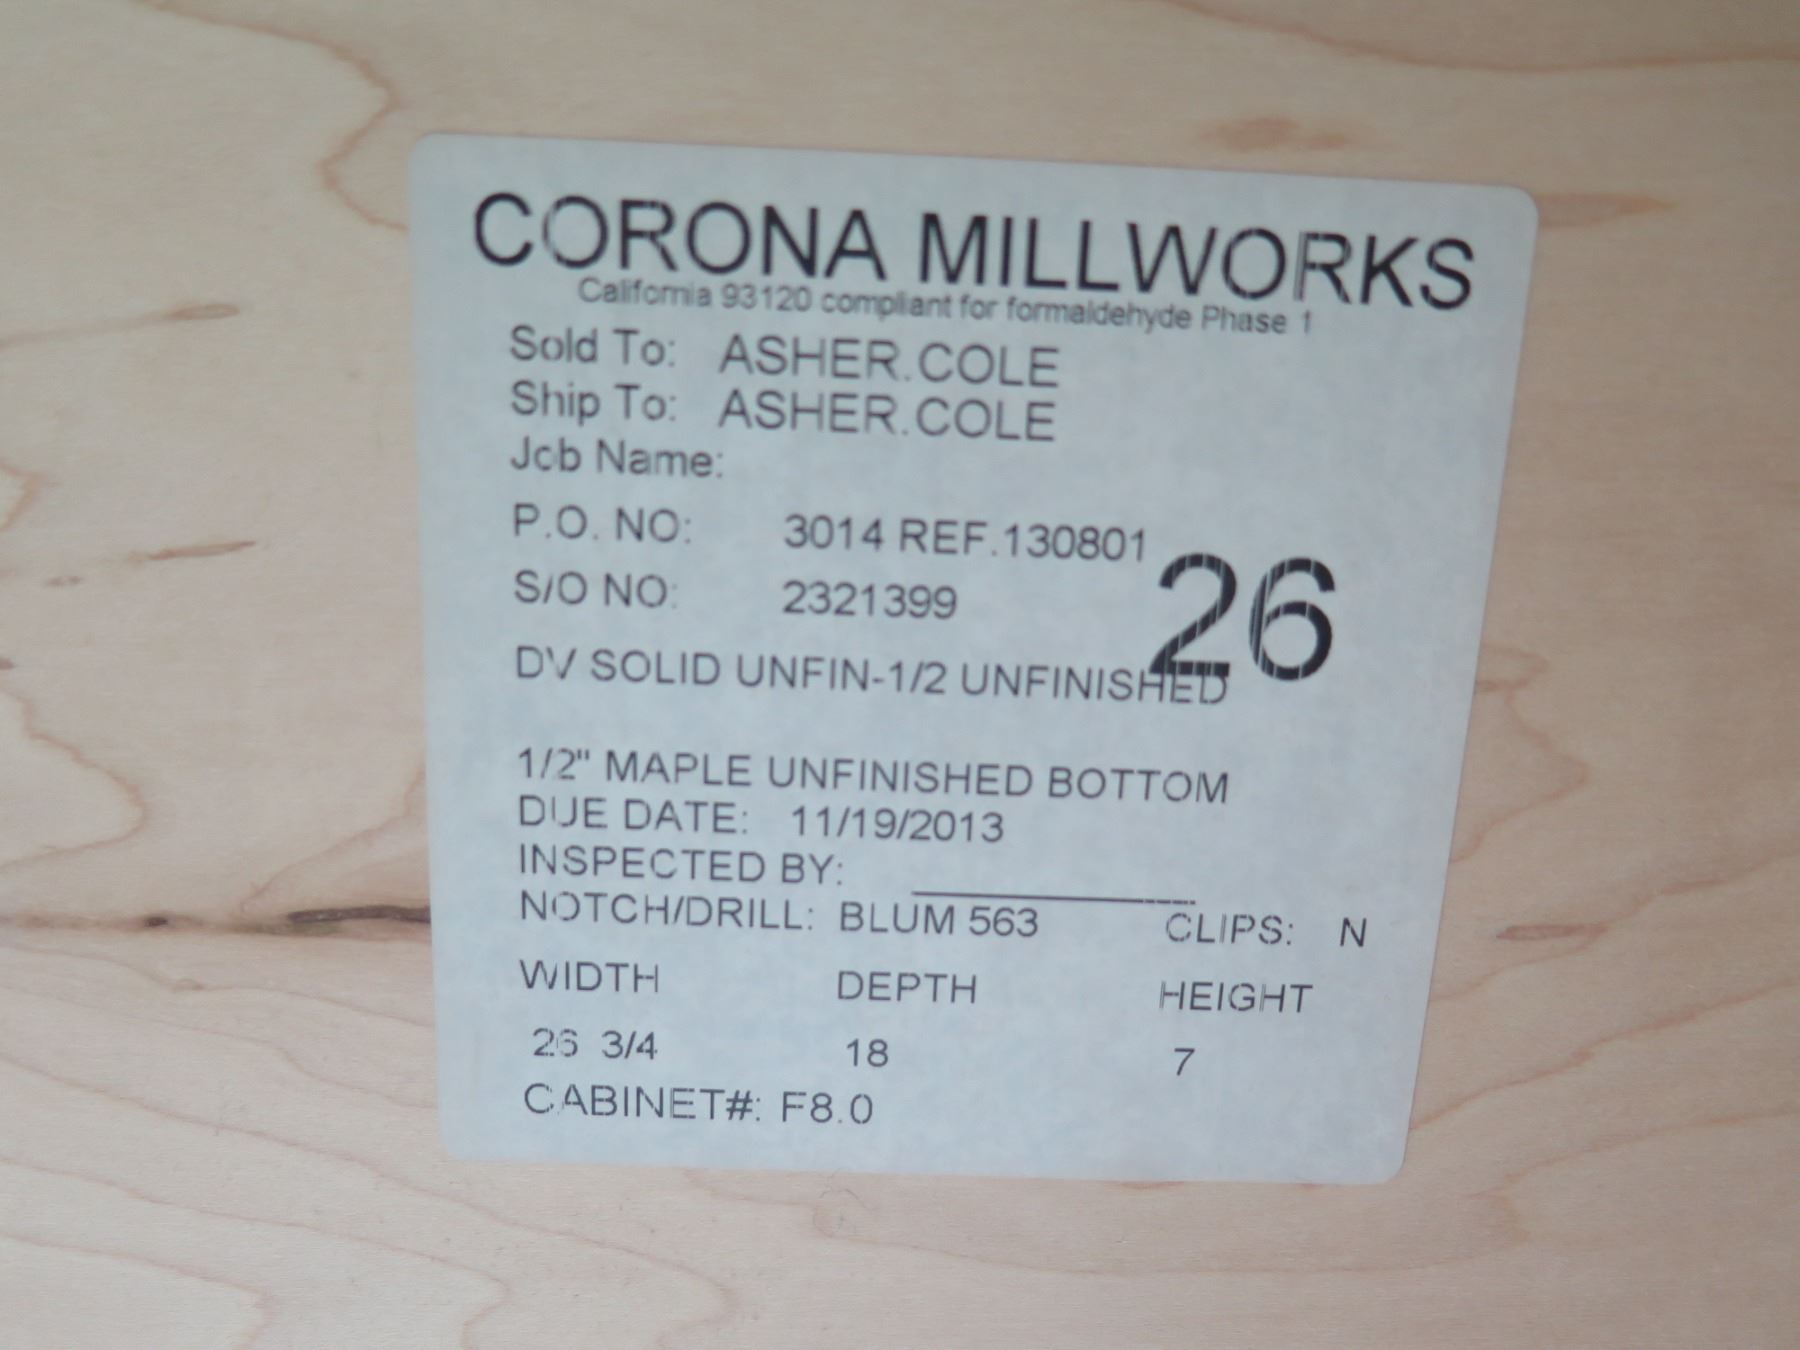 CORONA MILLWORKS
California 93120 compliant for formaldehyde Phase 1
Sold To: ASHER.COLE
Ship To: ASHER.COLE
Job Name:
P.O. NO: 3014 REF.130801
S/O NO: 2321399
26
DV SOLID UNFIN-1/2 UNFINISHED
1/2" MAPLE UNFINISHED BOTTOM
DUE DATE: 11/19/2013
INSPECTED BY:
NOTCH/DRILL: BLUM 563 CLIPS: N
WIDTH DEPTH HEIGHT
26 3/4 18 7
CABINET#: F8.0